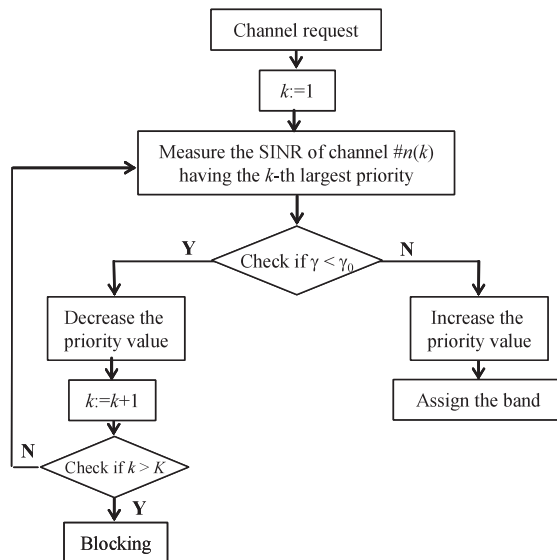 Channel request
k:=1
Measure the SINR of channel #n(k)
having the k-th largest priority
Y
Check if γ < γ₀
N
Decrease the
priority value
Increase the
priority value
k:=k+1
Assign the band
N
Check if k > K
Y
Blocking